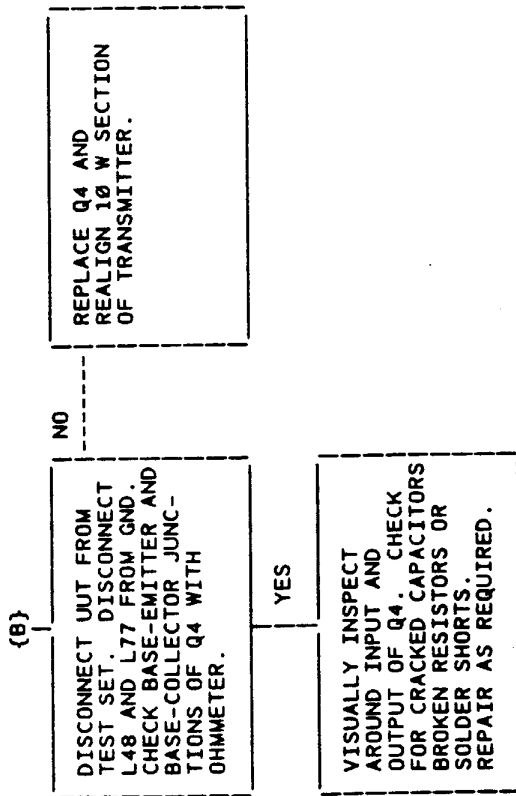 {B}
DISCONNECT UUT FROM
TEST SET. DISCONNECT
L48 AND L77 FROM GND.
CHECK BASE-EMITTER AND
BASE-COLLECTOR JUNC-
TIONS OF Q4 WITH
OHMMETER.
NO
REPLACE Q4 AND
REALIGN 10 W SECTION
OF TRANSMITTER.
YES
VISUALLY INSPECT
AROUND INPUT AND
OUTPUT OF Q4. CHECK
FOR CRACKED CAPACITORS
BROKEN RESISTORS OR
SOLDER SHORTS.
REPAIR AS REQUIRED.